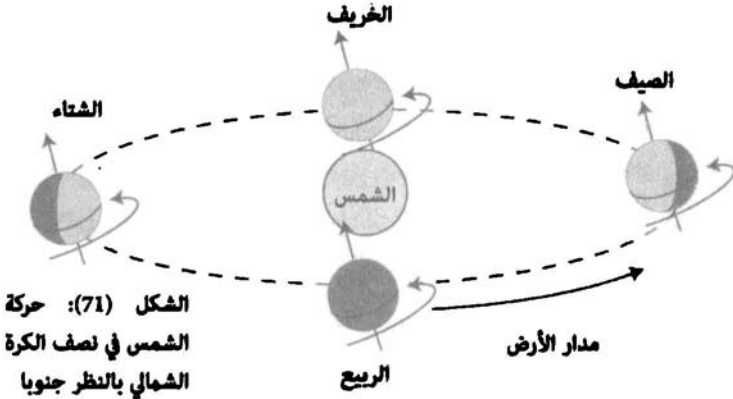 الخريف
الصيف
الشتاء
الشمس
الشكل (71): حركة
الشمس في نصف الكرة
الشمالي بالنظر جنوبا
مدار الأرض
الربيع